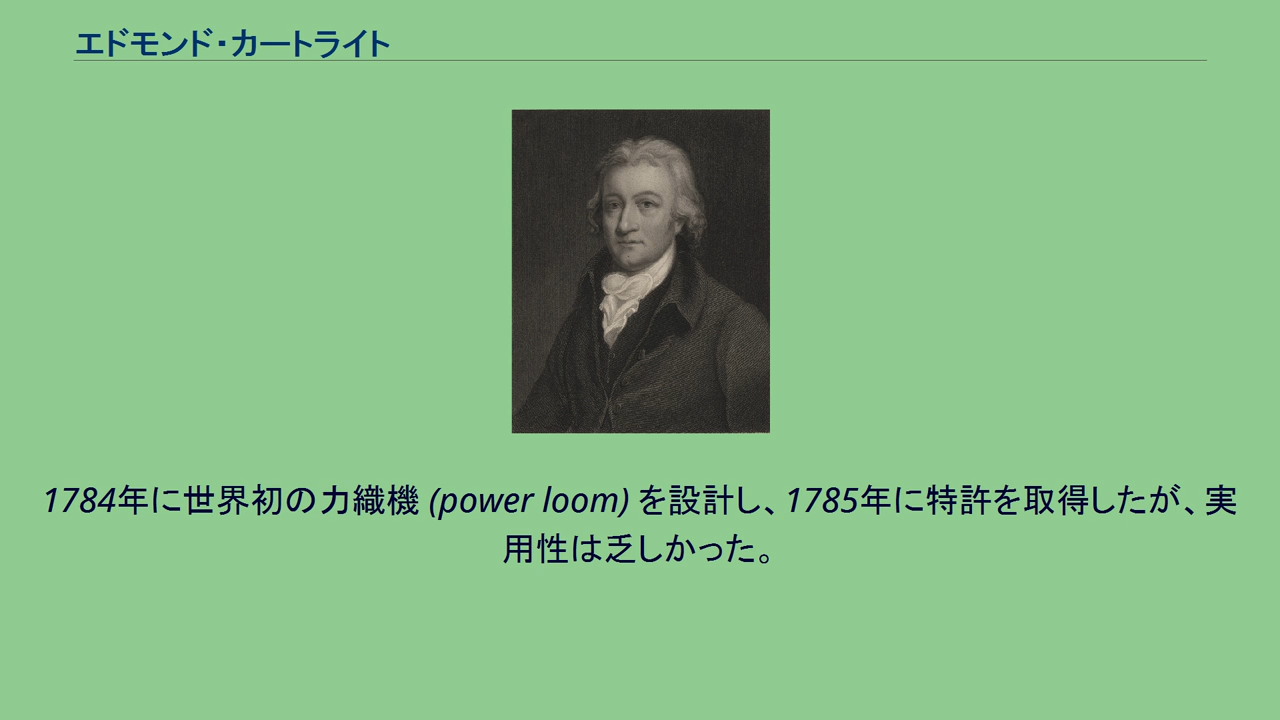 エドモンド・カートライト
1784年に世界初の力織機 (power loom) を設計し、1785年に特許を取得したが、実
用性は乏しかった。